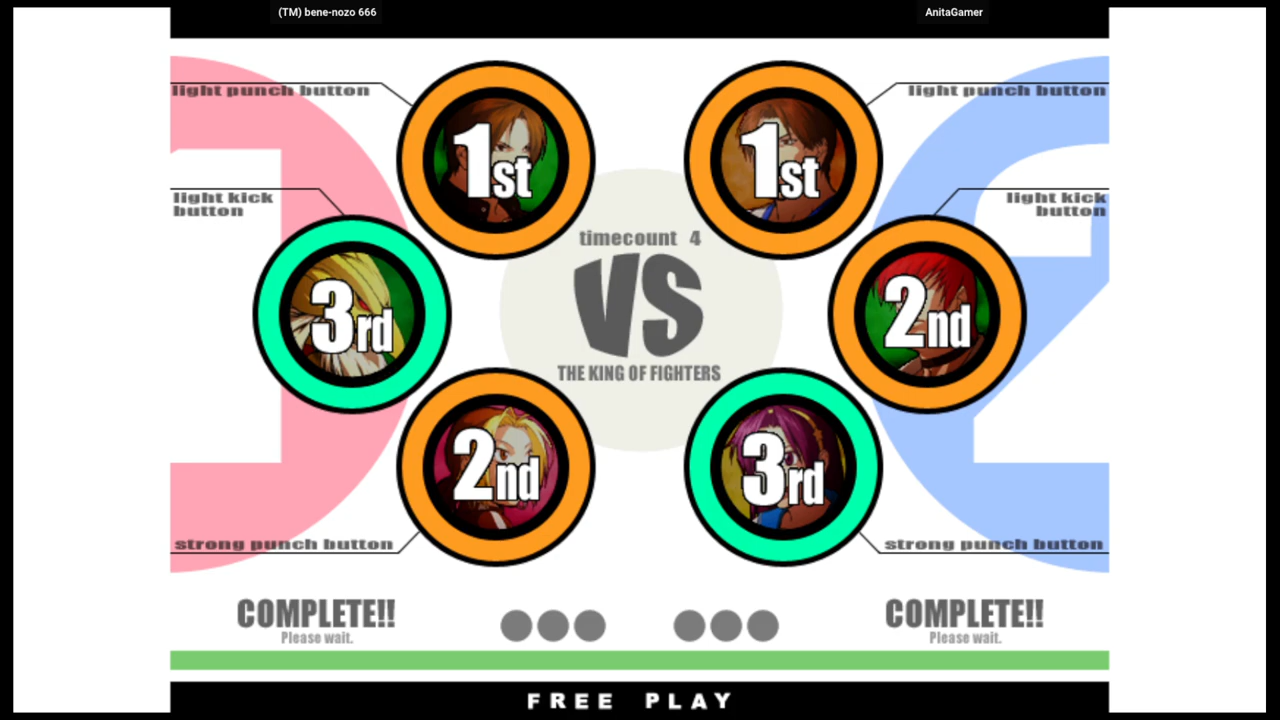 (TM) bene-nozo 666
AnitaGamer
light punch button
1st
1st
light punch button
light kick
button
light kick
button
timecount 4
VS
THE KING OF FIGHTERS
3rd
2nd
2nd
3rd
strong punch button
strong punch button
COMPLETE!!
Please wait.
COMPLETE!!
Please wait.
FREE PLAY